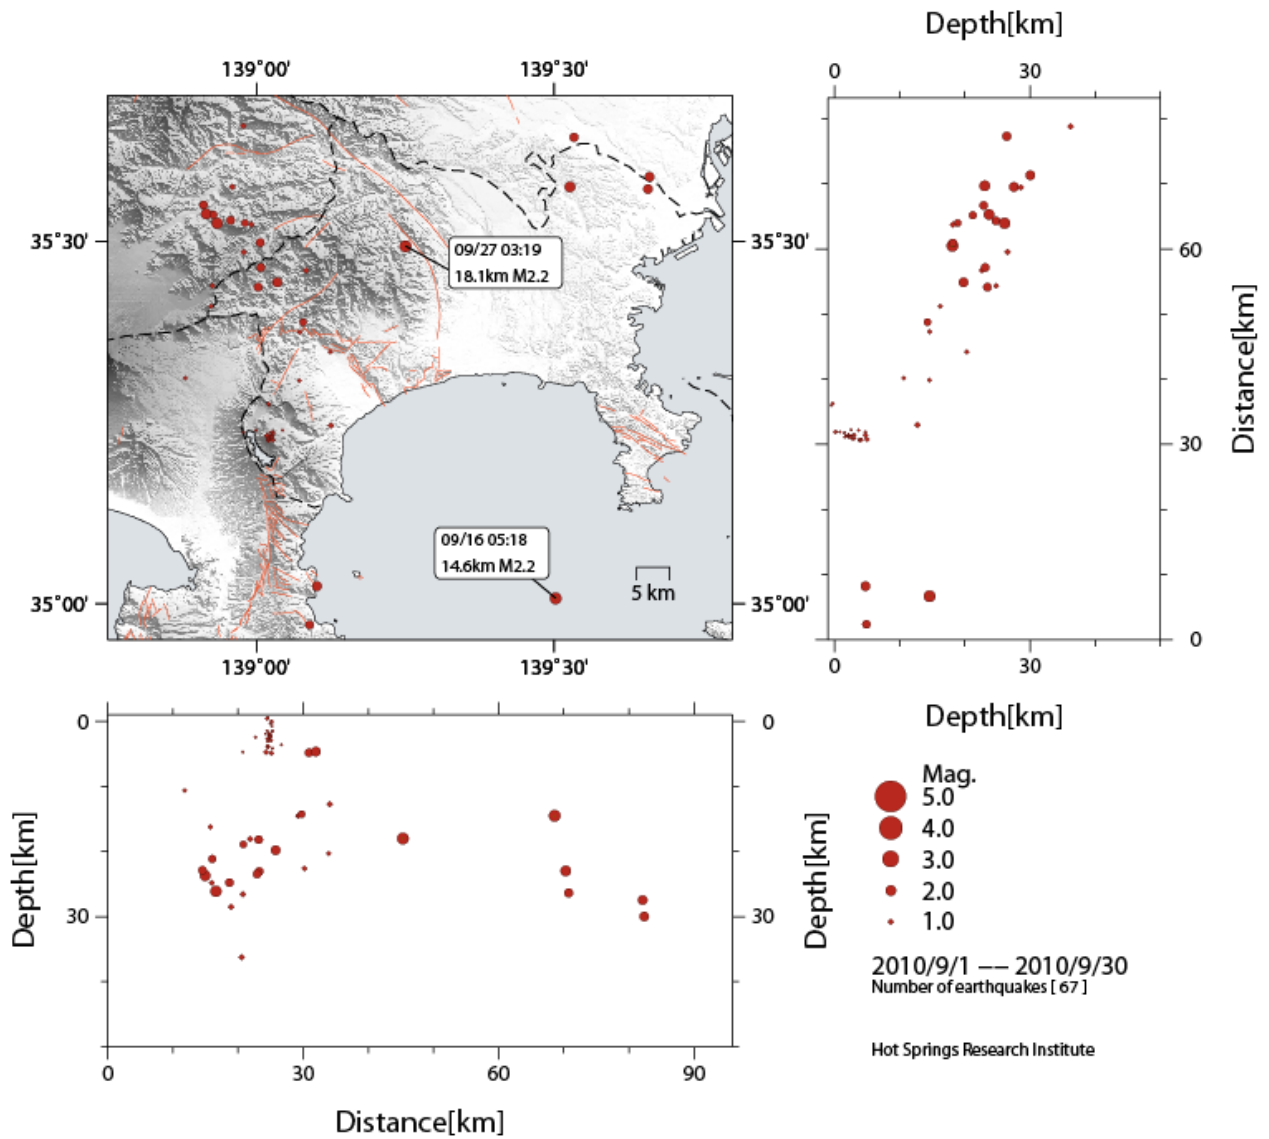 Depth[km]
139°00' 139°30'
0 30
35°30'
09/27 03:19
18.1km M2.2
60
Distance[km]
30
09/16 05:18
14.6km M2.2
5 km
35°00'
35°00'
0
139°00' 139°30'
0 30
Depth[km]
0
0
30
30
Depth[km]
Depth[km]
0 30 60 90
Distance[km]
Mag.
5.0
4.0
3.0
2.0
1.0
2010/9/1 –– 2010/9/30
Number of earthquakes [ 67 ]
Hot Springs Research Institute
35°30'